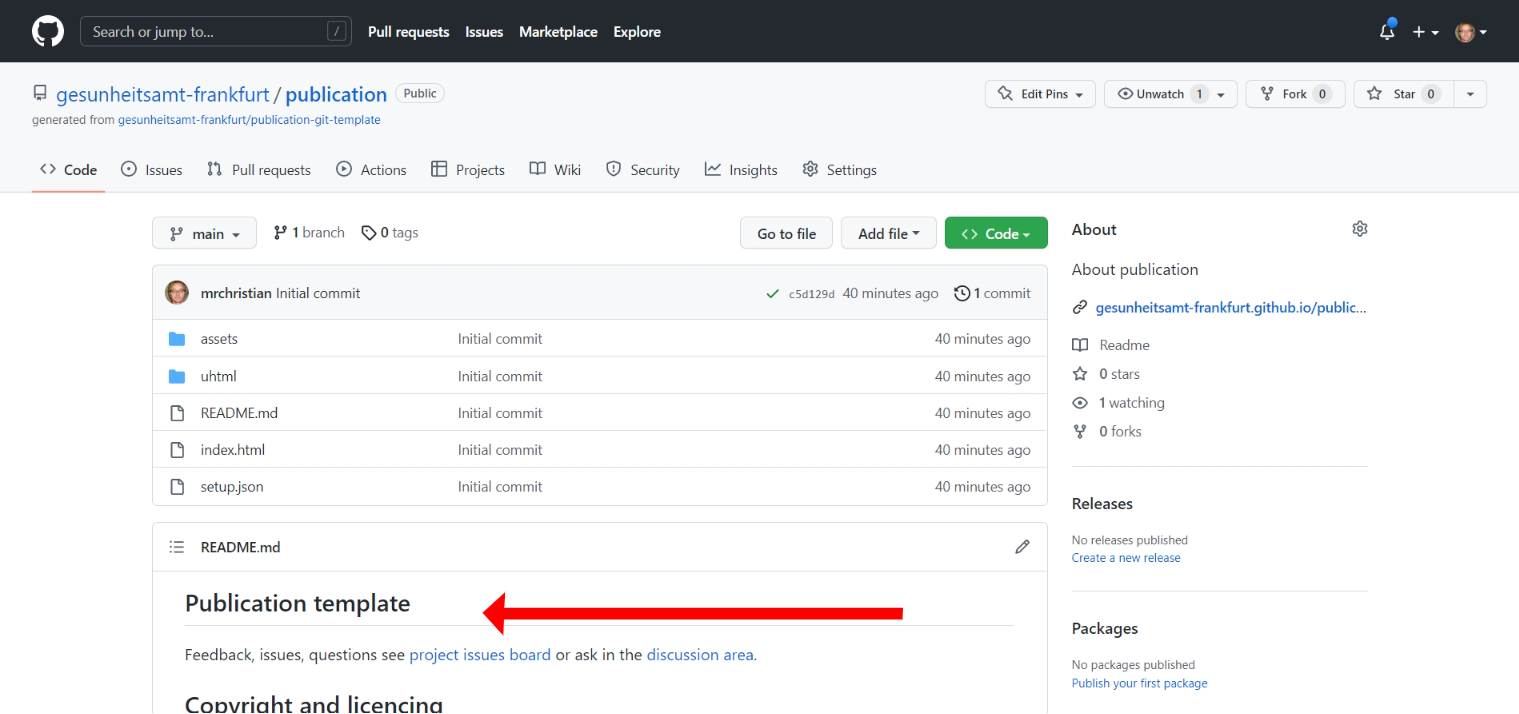 Search or jump to... /
Pull requests Issues Marketplace Explore
gesunheitsamt-frankfurt / publication Public
Edit Pins Unwatch 1 Fork 0 Star 0
generated from gesunheitsamt-frankfurt/publication-git-template
Code Issues Pull requests Actions Projects Wiki Security Insights Settings
main 1 branch 0 tags Go to file Add file Code
mrchristian Initial commit c5d129d 40 minutes ago 1 commit
assets Initial commit 40 minutes ago
uhtml Initial commit 40 minutes ago
README.md Initial commit 40 minutes ago
index.html Initial commit 40 minutes ago
setup.json Initial commit 40 minutes ago
README.md
Publication template
Feedback, issues, questions see project issues board or ask in the discussion area.
Copyright and licencing
About
About publication
gesunheitsamt-frankfurt.github.io/public...
Readme
0 stars
1 watching
0 forks
Releases
No releases published
Create a new release
Packages
No packages published
Publish your first package